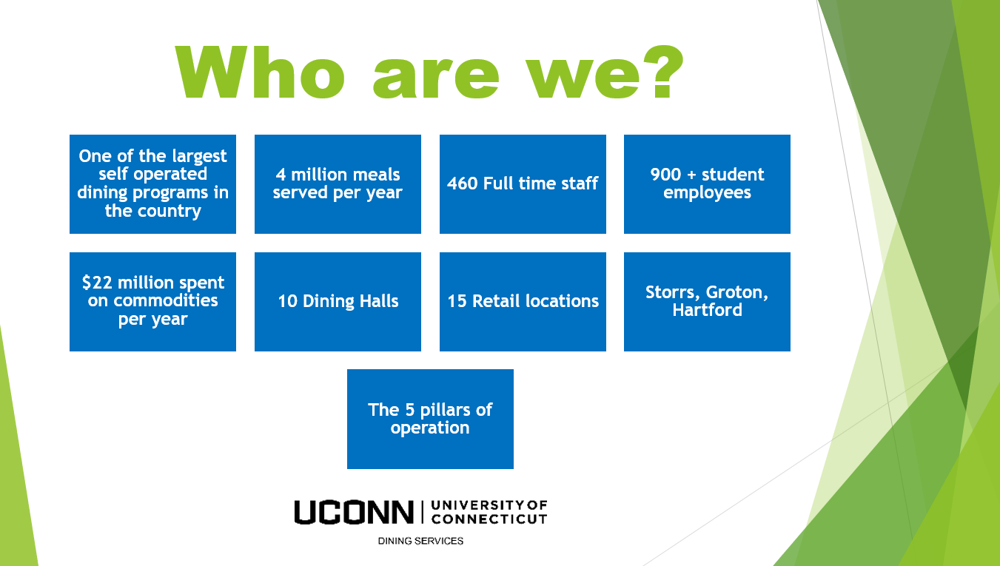 Who are we?
One of the largest
self operated
dining programs in
the country
4 million meals
served per year
460 Full time staff
900 + student
employees
$22 million spent
on commodities
per year
10 Dining Halls
15 Retail locations
Storrs, Groton,
Hartford
The 5 pillars of
operation
UCONN
UNIVERSITY OF
CONNECTICUT
DINING SERVICES